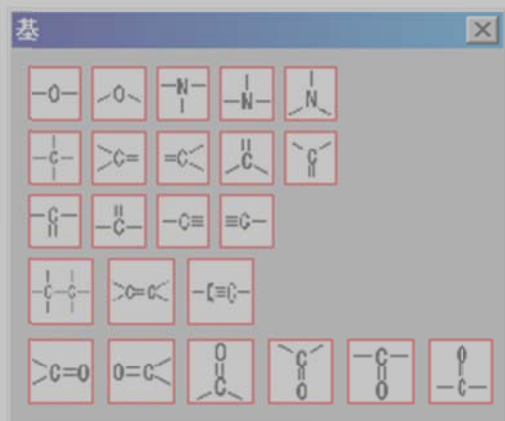 基
-O- O -N- -N- N
-C- >C= =C< C C
-C- -C- -C≡ ≡C-
-C-C- >C=C< -C≡C-
>C=O O=C< O=C C=O -C-=O O=-C-